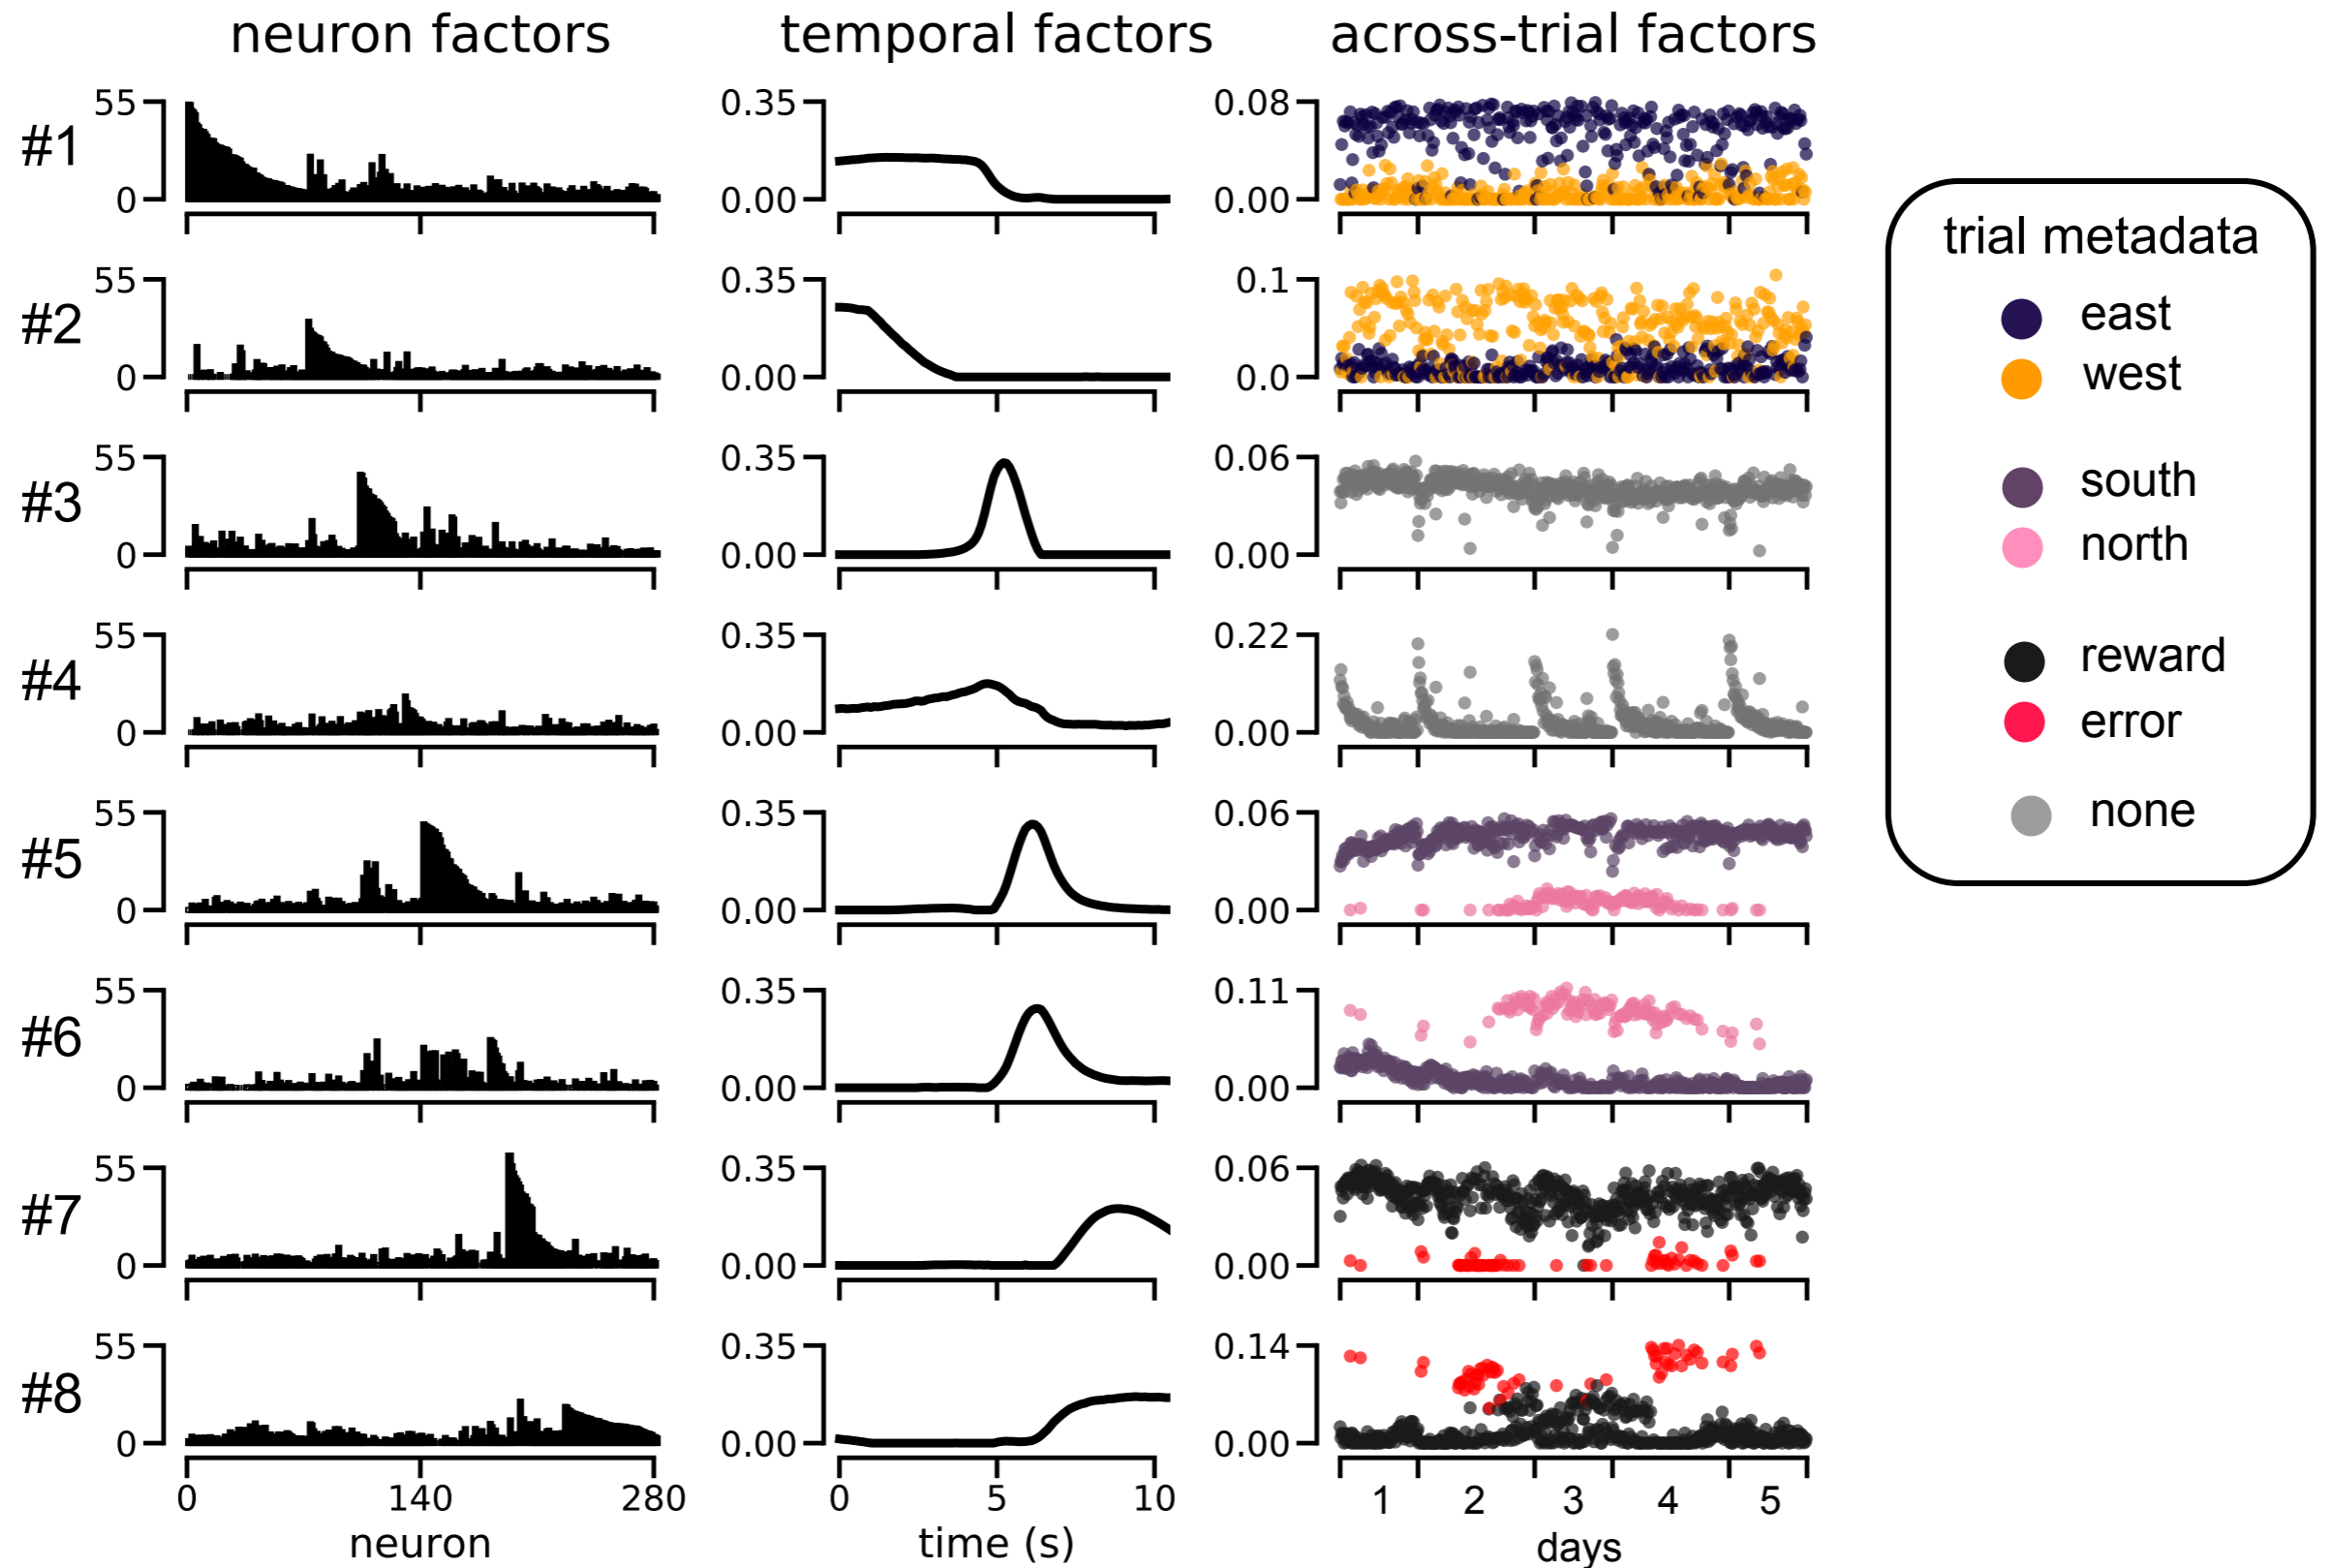 neuron factors temporal factors across-trial factors
#1 55 0 0.35 0.00 0.08 0.00
#2 55 0 0.35 0.00 0.1 0.0
#3 55 0 0.35 0.00 0.06 0.00
#4 55 0 0.35 0.00 0.22 0.00
#5 55 0 0.35 0.00 0.06 0.00
#6 55 0 0.35 0.00 0.11 0.00
#7 55 0 0.35 0.00 0.06 0.00
#8 55 0 0.35 0.00 0.14 0.00
0 140 280 0 5 10 1 2 3 4 5
neuron time (s) days
trial metadata
east
west
south
north
reward
error
none